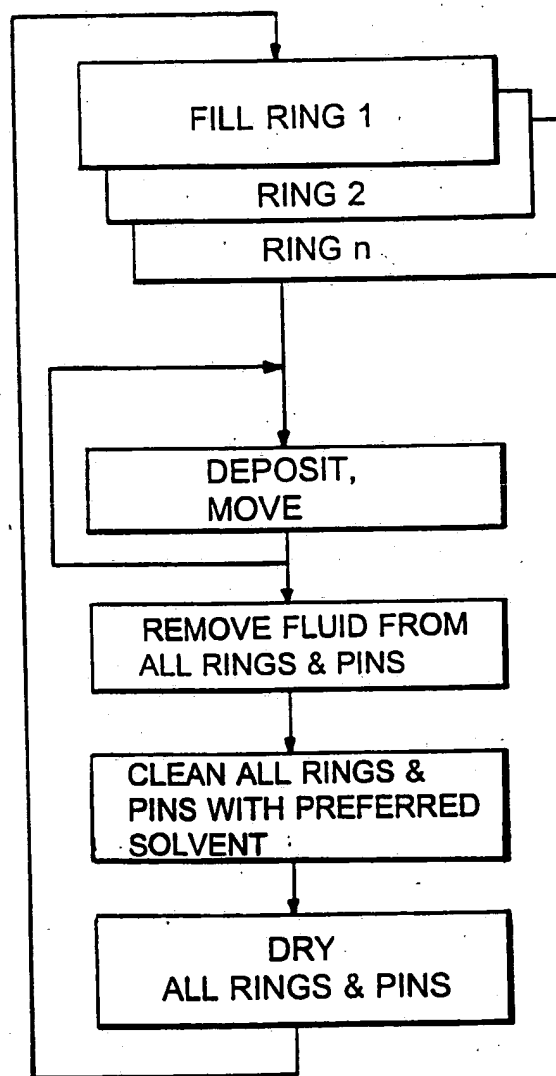 FILL RING 1
RING 2
RING n
DEPOSIT,
MOVE
REMOVE FLUID FROM
ALL RINGS & PINS
CLEAN ALL RINGS &
PINS WITH PREFERRED
SOLVENT
DRY
ALL RINGS & PINS